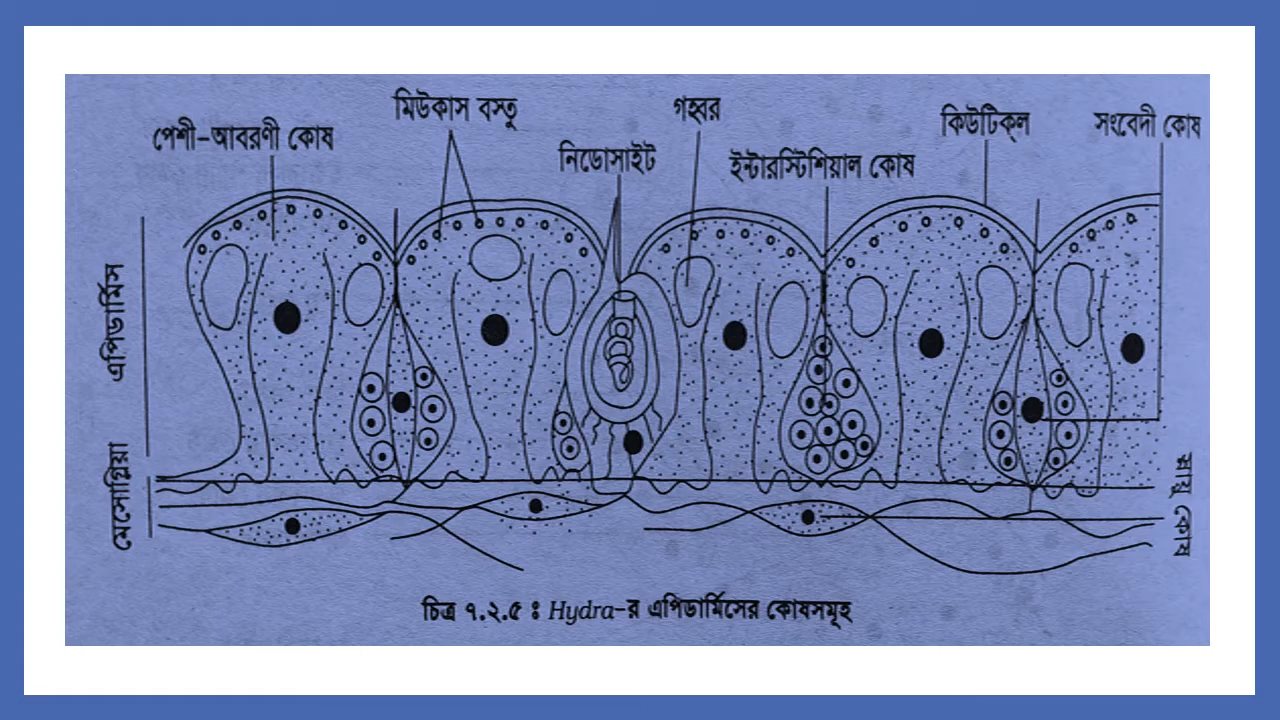 মিউকাস বস্তু
গহ্বর
কিউটিক্‌ল
সংবেদী কোষ
পেশী-আবরণী কোষ
নিডোসাইট
ইন্টারস্টিশিয়াল কোষ
এপিডার্মিস
মেসোগ্লিয়া
স্নায়ু কোষ
চিত্র ৭.২.৫ : Hydra-র এপিডার্মিসের কোষসমূহ